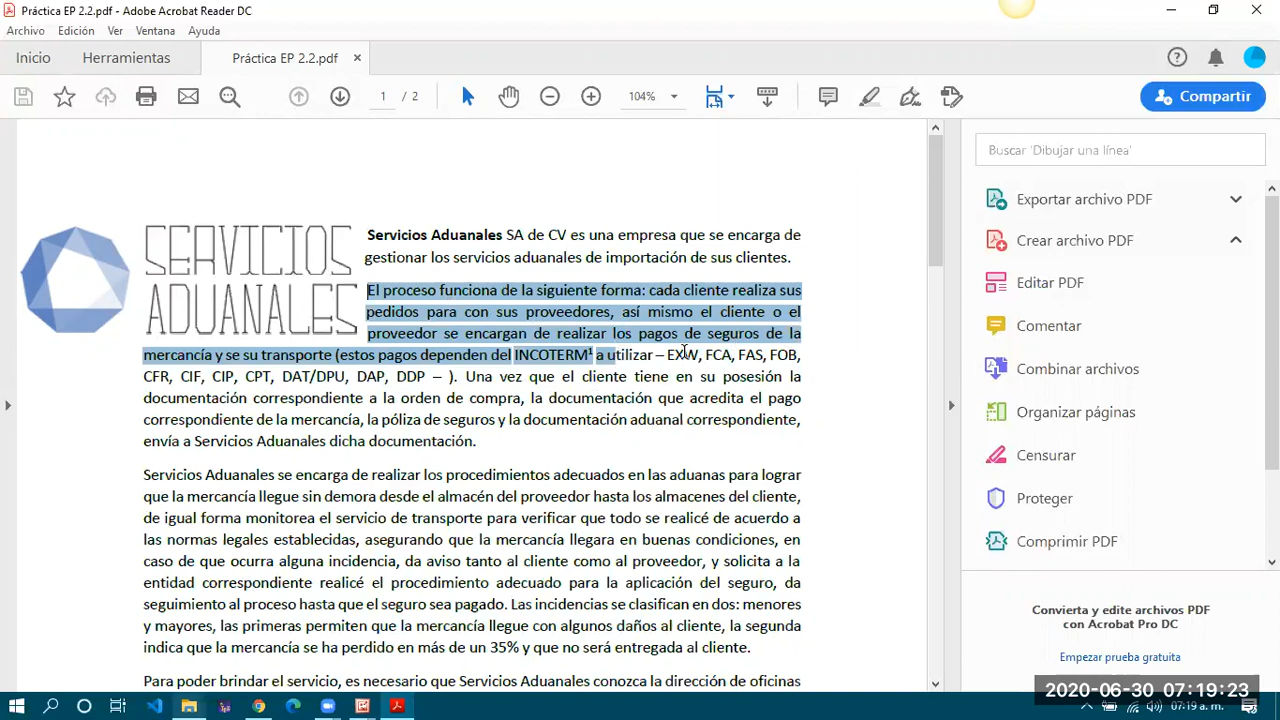 Práctica EP 2.2.pdf - Adobe Acrobat Reader DC
Archivo Edición Ver Ventana Ayuda
Inicio Herramientas Práctica EP 2.2.pdf ×
1 / 2 104% Compartir
Buscar 'Dibujar una línea'
Exportar archivo PDF
Crear archivo PDF
Editar PDF
Comentar
Combinar archivos
Organizar páginas
Censurar
Proteger
Comprimir PDF
Convierta y edite archivos PDF
con Acrobat Pro DC
Empezar prueba gratuita
SERVICIOS
ADUANALES
Servicios Aduanales SA de CV es una empresa que se encarga de
gestionar los servicios aduanales de importación de sus clientes.
El proceso funciona de la siguiente forma: cada cliente realiza sus
pedidos para con sus proveedores, así mismo el cliente o el
proveedor se encargan de realizar los pagos de seguros de la
mercancía y se su transporte (estos pagos dependen del INCOTERM¹ a utilizar – EXW, FCA, FAS, FOB,
CFR, CIF, CIP, CPT, DAT/DPU, DAP, DDP – ). Una vez que el cliente tiene en su posesión la
documentación correspondiente a la orden de compra, la documentación que acredita el pago
correspondiente de la mercancía, la póliza de seguros y la documentación aduanal correspondiente,
envía a Servicios Aduanales dicha documentación.
Servicios Aduanales se encarga de realizar los procedimientos adecuados en las aduanas para lograr
que la mercancía llegue sin demora desde el almacén del proveedor hasta los almacenes del cliente,
de igual forma monitorea el servicio de transporte para verificar que todo se realicé de acuerdo a
las normas legales establecidas, asegurando que la mercancía llegara en buenas condiciones, en
caso de que ocurra alguna incidencia, da aviso tanto al cliente como al proveedor, y solicita a la
entidad correspondiente realicé el procedimiento adecuado para la aplicación del seguro, da
seguimiento al proceso hasta que el seguro sea pagado. Las incidencias se clasifican en dos: menores
y mayores, las primeras permiten que la mercancía llegue con algunos daños al cliente, la segunda
indica que la mercancía se ha perdido en más de un 35% y que no será entregada al cliente.
Para poder brindar el servicio, es necesario que Servicios Aduanales conozca la dirección de oficinas
2020-06-30 07:19:23
07:19 a. m.